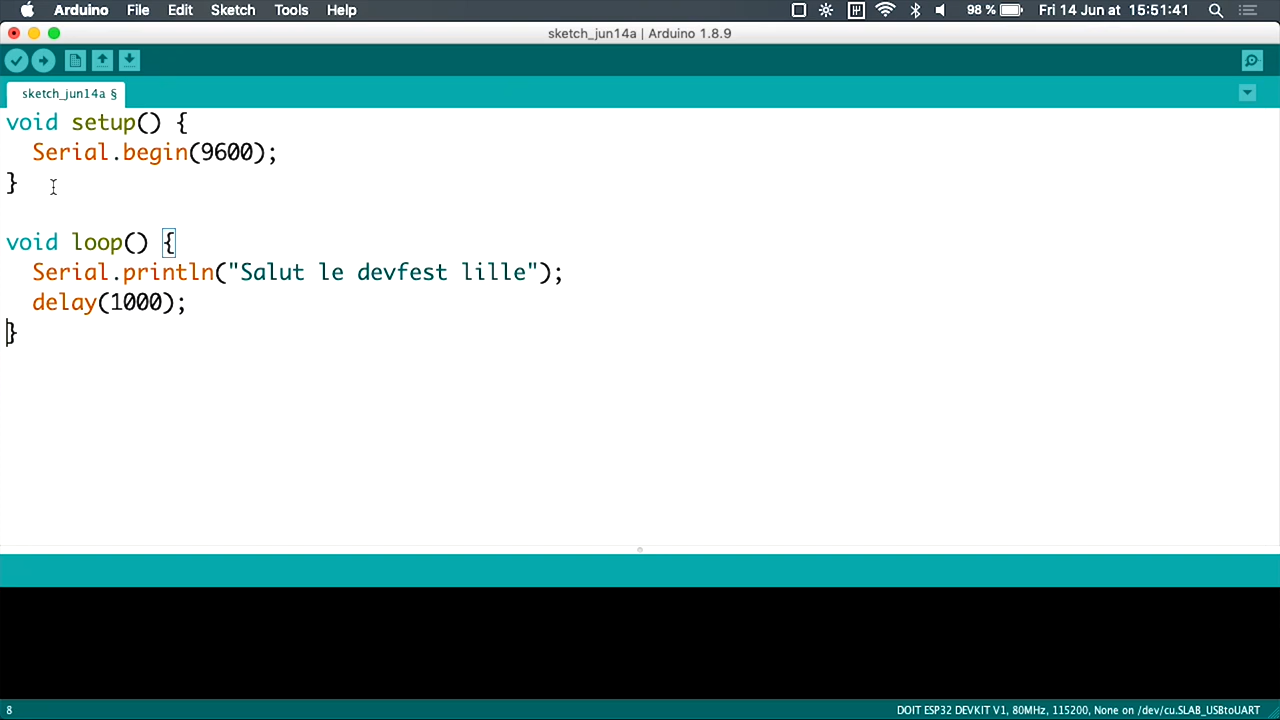 Arduino File Edit Sketch Tools Help 98 % Fri 14 Jun at 15:51:41
sketch_jun14a | Arduino 1.8.9
sketch_jun14a §
void setup() {
  Serial.begin(9600);
}
void loop() {
  Serial.println("Salut le devfest lille");
  delay(1000);
}
8 DOIT ESP32 DEVKIT V1, 80MHz, 115200, None on /dev/cu.SLAB_USBtoUART